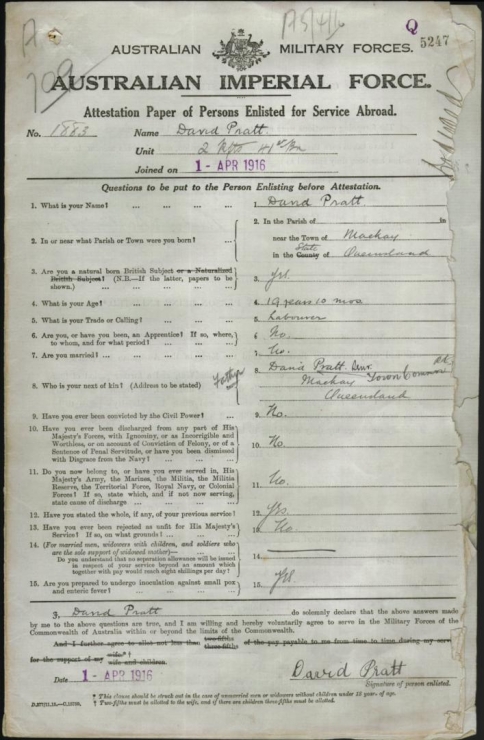 A
A 5/4/16
Q
5247
AUSTRALIAN MILITARY FORCES.
AUSTRALIAN IMPERIAL FORCE.
Attestation Paper of Persons Enlisted for Service Abroad.
No. 1883 Name David Pratt
Unit 2 Rfts 41st Bn
Joined on 1 - APR 1916
Questions to be put to the Person Enlisting before Attestation.
1. What is your Name? ... ... ... ... 1. David Pratt
2. In or near what Parish or Town were you born? ... 2. In the Parish of in
near the Town of Mackay
in the County State of Queensland
3. Are you a natural born British Subject or a Naturalized
British Subject? (N.B.—If the latter, papers to be
shown.) ... ... ... ... 3. Yes
4. What is your Age? ... ... ... ... 4. 19 years 10 mos
5. What is your Trade or Calling? ... ... ... 5. Labourer
6. Are you, or have you been, an Apprentice? If so, where,
to whom, and for what period? ... ... ... 6. No.
7. Are you married? ... ... ... ... 7. No.
8. Who is your next of kin? (Address to be stated) Father 8. David Pratt Snr.
Mackay Town Common
Queensland
9. Have you ever been convicted by the Civil Power? ... 9. No.
10. Have you ever been discharged from any part of His
Majesty's Forces, with Ignominy, or as Incorrigible and
Worthless, or on account of Conviction of Felony, or of a
Sentence of Penal Servitude, or have you been dismissed
with Disgrace from the Navy? ... ... ... 10. No
11. Do you now belong to, or have you ever served in, His
Majesty's Army, the Marines, the Militia, the Militia
Reserve, the Territorial Force, Royal Navy, or Colonial
Forces? If so, state which, and if not now serving,
state cause of discharge ... ... ... 11. No.
12. Have you stated the whole, if any, of your previous service? 12. Yes
13. Have you ever been rejected as unfit for His Majesty's
Service? If so, on what grounds? ... ... ... 13. No
14. (For married men, widowers with children, and soldiers who
are the sole support of widowed mother)—
Do you understand that no separation allowance will be issued
in respect of your service beyond an amount which
together with pay would reach eight shillings per day? 14.
15. Are you prepared to undergo inoculation against small pox
and enteric fever? ... ... ... ... 15. Yes
I, David Pratt do solemnly declare that the above answers made
by me to the above questions are true, and I am willing and hereby voluntarily agree to serve in the Military Forces of the
Commonwealth of Australia within or beyond the limits of the Commonwealth.
And I further agree to allot not less than two-fifths three-fifths of the pay payable to me from time to time during my service
for the support of my wife* † wife and children
Date 1 - APR 1916
David Pratt
Signature of person enlisted.
* This clause should be struck out in the case of unmarried men or widowers without children under 18 years of age.
† Two-fifths must be allotted to the wife, and if there are children three-fifths must be allotted.